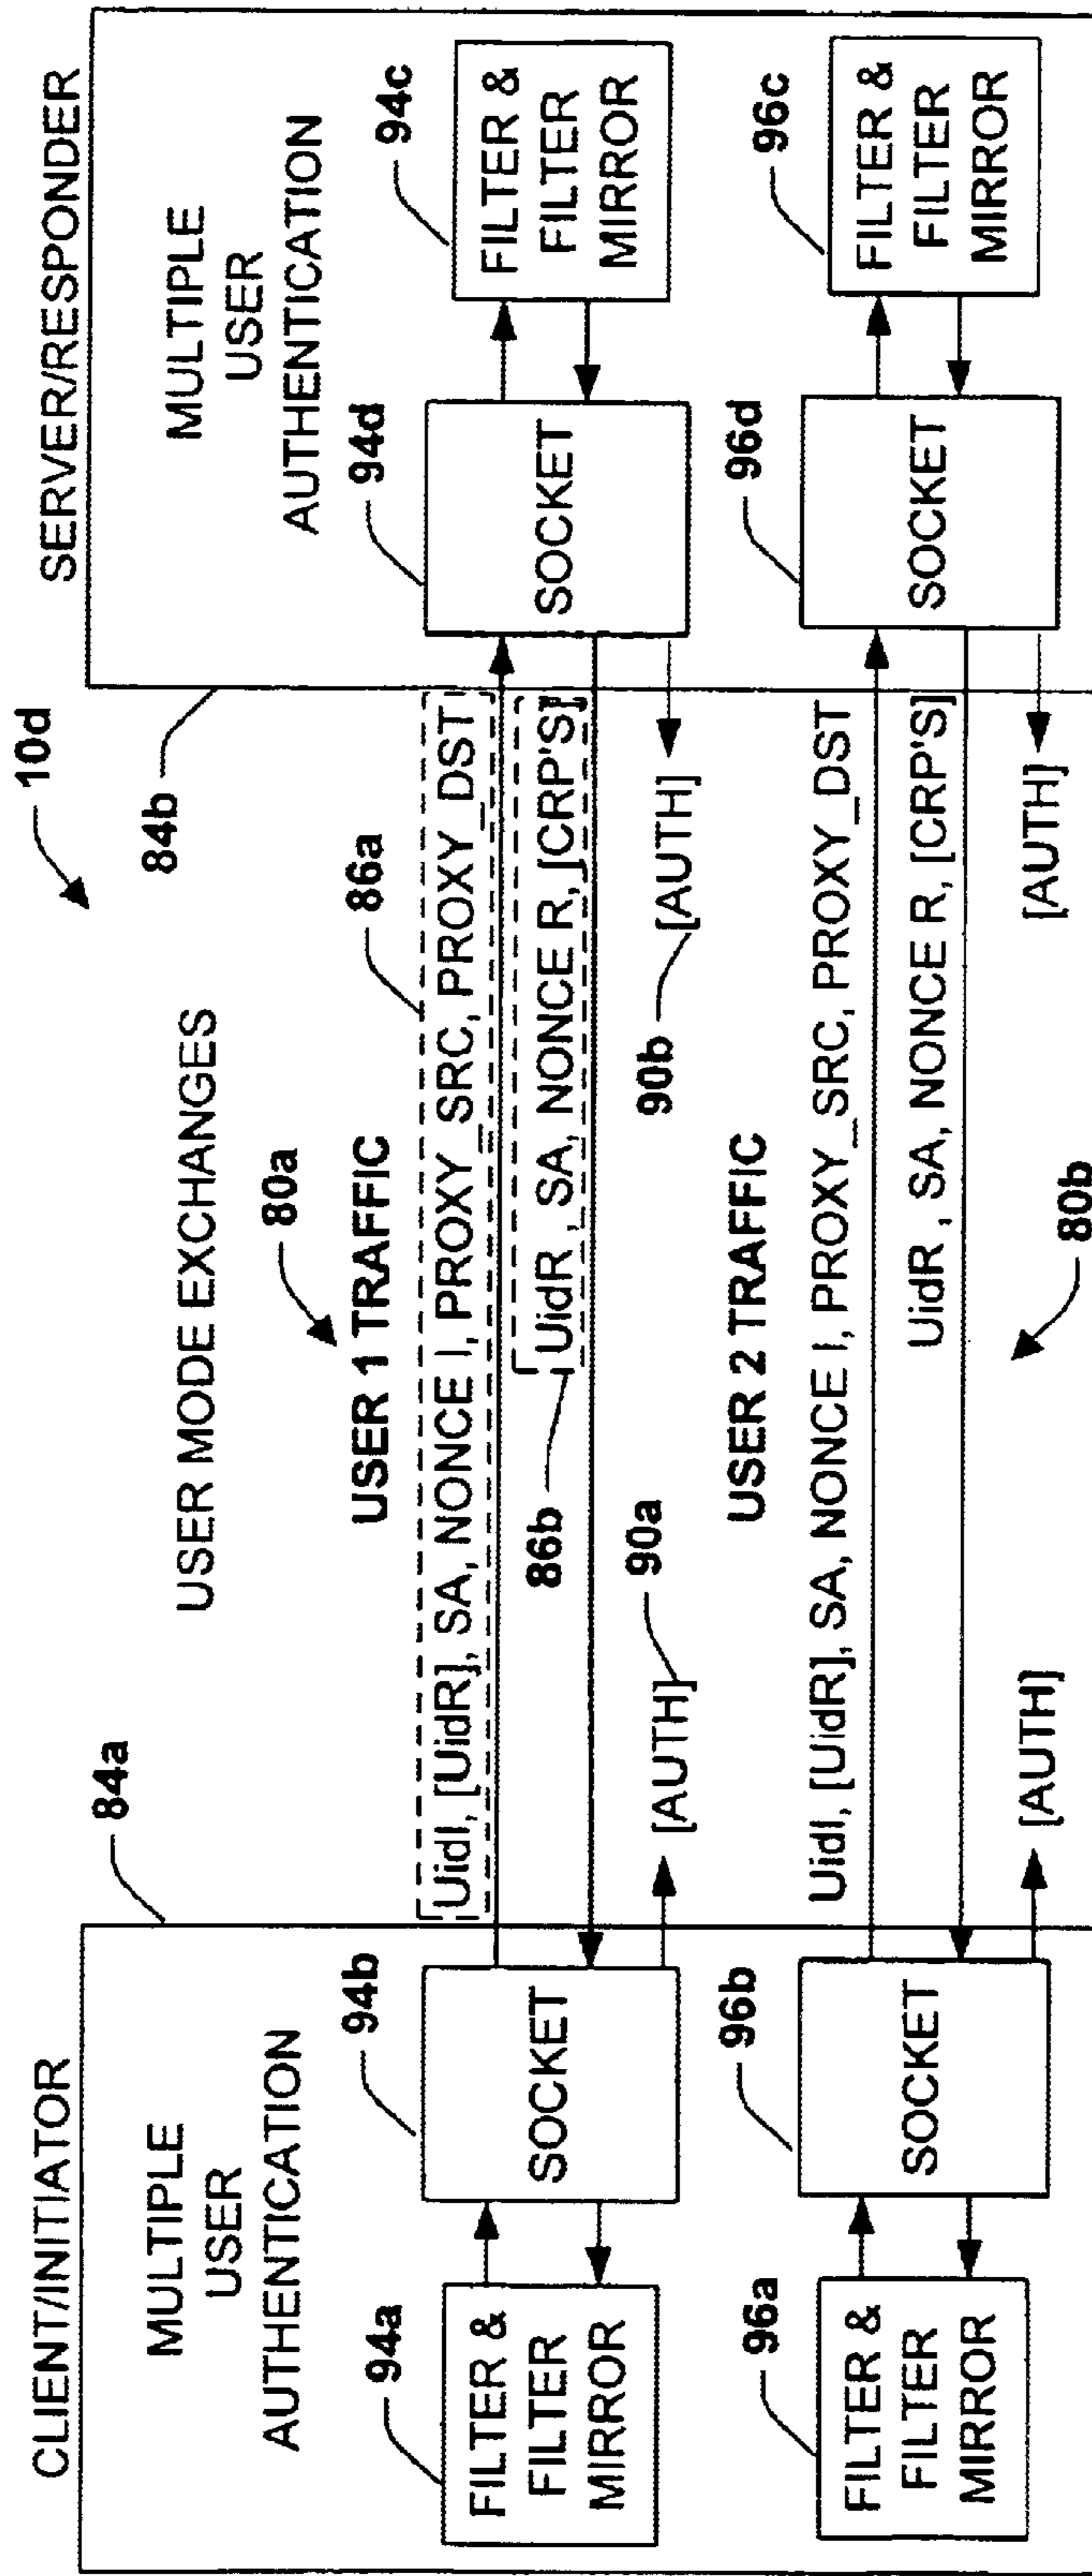 10d
CLIENT/INITIATOR
84a
MULTIPLE
USER
AUTHENTICATION
94a
FILTER &
FILTER
MIRROR
94b
SOCKET
96a
FILTER &
FILTER
MIRROR
96b
SOCKET
USER MODE EXCHANGES
80a
USER 1 TRAFFIC
86a
UidI, [UidR], SA, NONCE I, PROXY_SRC, PROXY_DST
86b
UidR , SA, NONCE R, [CRP'S]
[AUTH]
90a
90b
[AUTH]
USER 2 TRAFFIC
UidI, [UidR], SA, NONCE I, PROXY_SRC, PROXY_DST
UidR , SA, NONCE R, [CRP'S]
[AUTH]
80b
[AUTH]
SERVER/RESPONDER
84b
MULTIPLE
USER
AUTHENTICATION
94d
SOCKET
94c
FILTER &
FILTER
MIRROR
96d
SOCKET
96c
FILTER &
FILTER
MIRROR